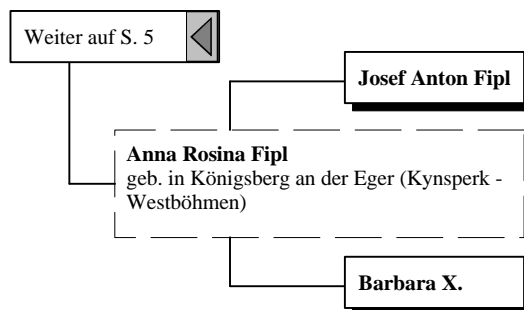 Weiter auf S. 5
Josef Anton Fipl
Anna Rosina Fipl
geb. in Königsberg an der Eger (Kynsperk -
Westböhmen)
Barbara X.